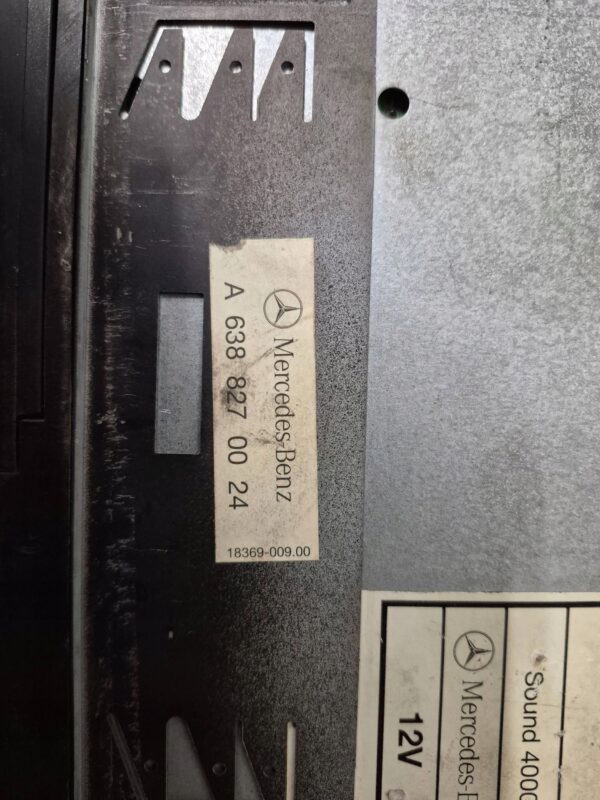 Mercedes-Benz
A 638 827 00 24
18369-009.00
Sound 4000
Mercedes-B
12V